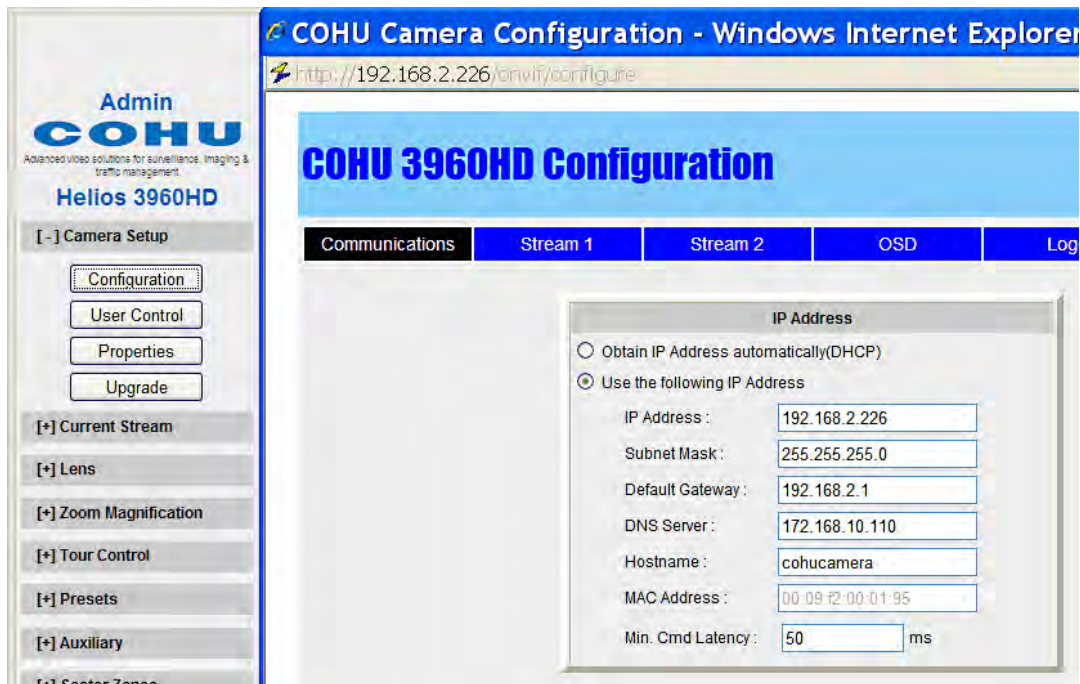 Admin
COHU
Advanced video solutions for surveillance, imaging &
traffic management.
Helios 3960HD
[-] Camera Setup
Configuration
User Control
Properties
Upgrade
[+] Current Stream
[+] Lens
[+] Zoom Magnification
[+] Tour Control
[+] Presets
[+] Auxiliary
COHU Camera Configuration - Windows Internet Explorer
http://192.168.2.226/onvif/configure
COHU 3960HD Configuration
Communications Stream 1 Stream 2 OSD Log
IP Address
Obtain IP Address automatically(DHCP)
Use the following IP Address
IP Address : 192.168.2.226
Subnet Mask : 255.255.255.0
Default Gateway : 192.168.2.1
DNS Server : 172.168.10.110
Hostname : cohucamera
MAC Address : 00:09:f2:00:01:95
Min. Cmd Latency : 50 ms